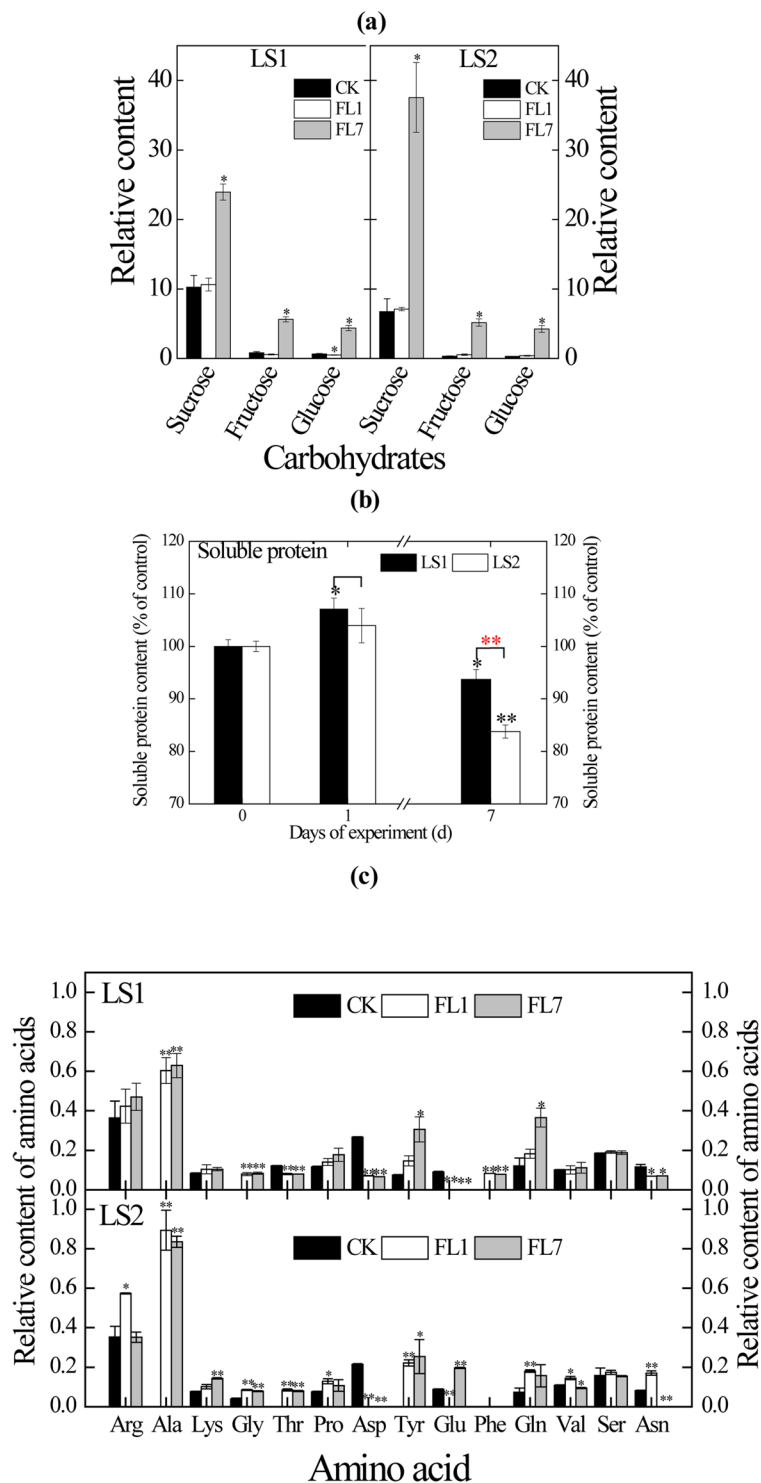 (a)
LS1
LS2
CK
FL1
FL7
CK
FL1
FL7
*
*
*
*
*
*
*
40
30
20
10
0
40
30
20
10
0
Relative content
Relative content
Sucrose
Fructose
Glucose
Sucrose
Fructose
Glucose
Carbohydrates
(b)
Soluble protein
LS1
LS2
120
110
100
90
80
70
120
110
100
90
80
70
*
**
*
**
Soluble protein content (% of control)
Soluble protein content (% of control)
0
1
7
Days of experiment (d)
(c)
LS1
CK
FL1
FL7
1.0
0.8
0.6
0.4
0.2
0.0
1.0
0.8
0.6
0.4
0.2
0.0
** **
** **
** **
** **
*
** **
** **
*
* *
LS2
CK
FL1
FL7
1.0
0.8
0.6
0.4
0.2
0.0
1.0
0.8
0.6
0.4
0.2
0.0
*
** **
**
** **
** **
*
** **
** *
** **
**
* *
** **
Relative content of amino acids
Relative content of amino acids
Arg Ala Lys Gly Thr Pro Asp Tyr Glu Phe Gln Val Ser Asn
Amino acid